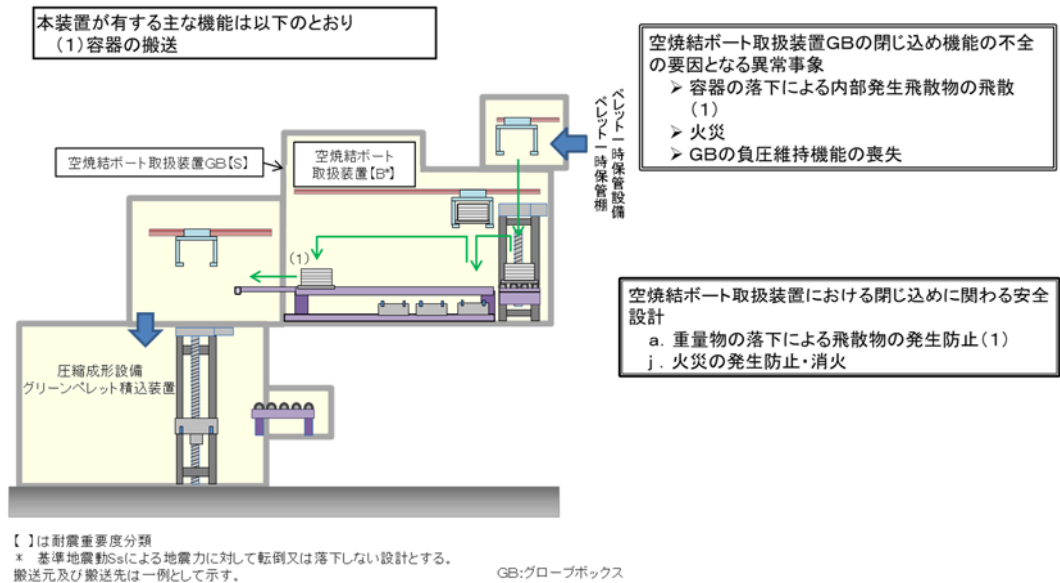 本装置が有する主な機能は以下のとおり
(1)容器の搬送
空焼結ボート取扱装置GBの閉じ込め機能の不全
の要因となる異常事象
➢ 容器の落下による内部発生飛散物の飛散
(1)
➢ 火災
➢ GBの負圧維持機能の喪失
ペレット一時保管設備
ペレット一時保管棚
空焼結ボート取扱装置GB【S】
空焼結ボート
取扱装置【B*】
(1)
空焼結ボート取扱装置における閉じ込めに関わる安全
設計
a. 重量物の落下による飛散物の発生防止(1)
j. 火災の発生防止・消火
圧縮成形設備
グリーンペレット積込装置
【 】は耐震重要度分類
* 基準地震動Ssによる地震力に対して転倒又は落下しない設計とする。
搬送元及び搬送先は一例として示す。
GB:グローブボックス